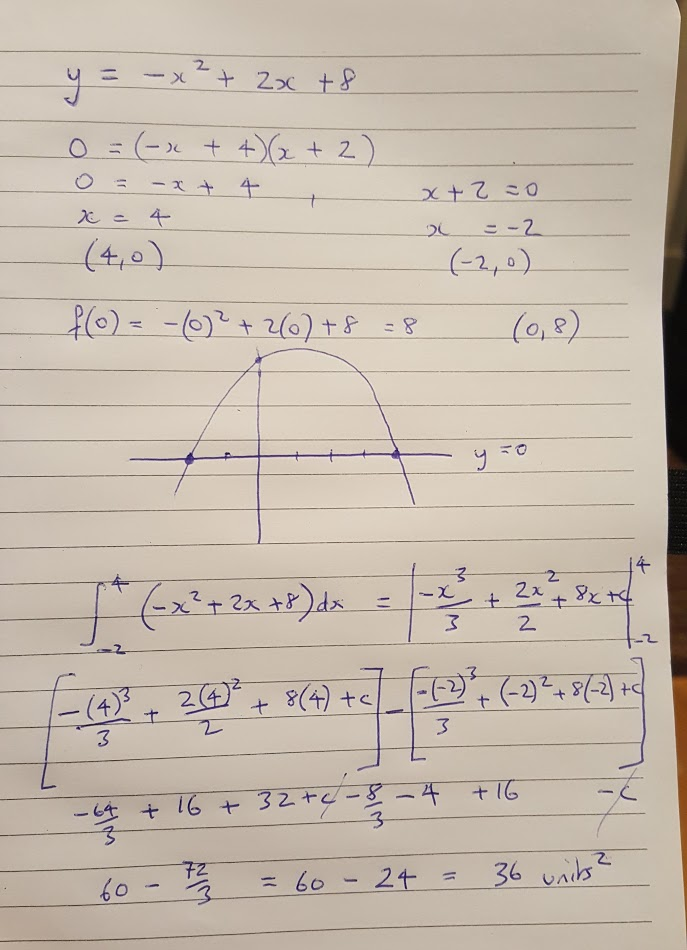 y = -x² + 2x + 8
0 = (-x + 4)(x + 2)
0 = -x + 4 , x + 2 = 0
x = 4 x = -2
(4,0) (-2,0)
f(0) = -(0)² + 2(0) + 8 = 8 (0,8)
y = 0
∫₋₂⁴ (-x² + 2x + 8) dx = |-x³/3 + 2x²/2 + 8x + c|₋₂⁴
[-(4)³/3 + 2(4)²/2 + 8(4) + c] - [-(-2)³/3 + (-2)² + 8(-2) + c]
-64/3 + 16 + 32 + c - 8/3 - 4 + 16 - c
60 - 72/3 = 60 - 24 = 36 units²